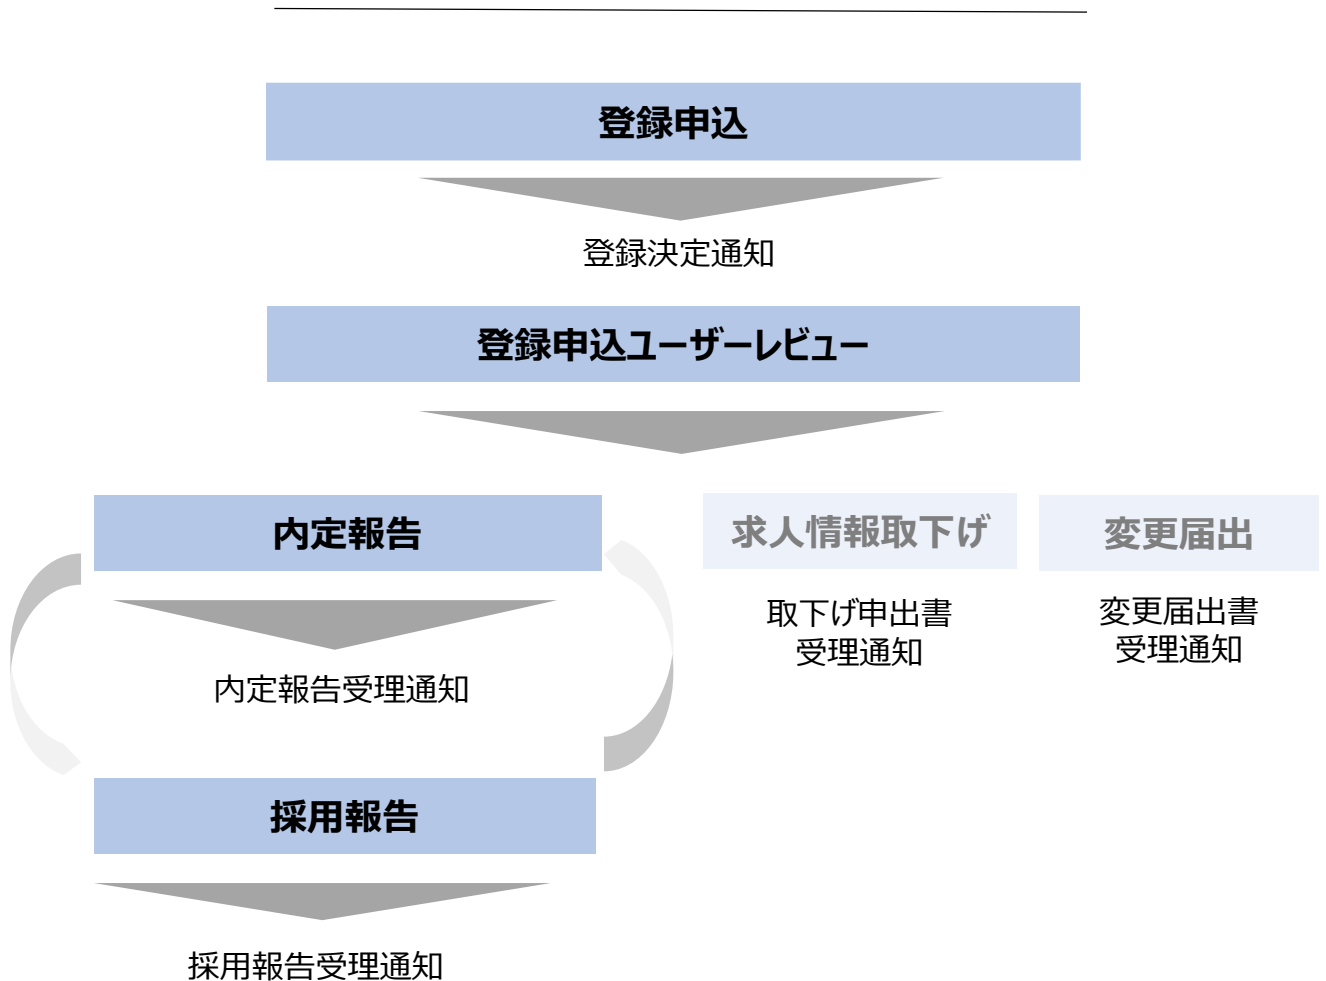 登録申込
登録決定通知
登録申込ユーザーレビュー
内定報告
求人情報取下げ
変更届出
取下げ申出書
受理通知
変更届出書
受理通知
内定報告受理通知
採用報告
採用報告受理通知